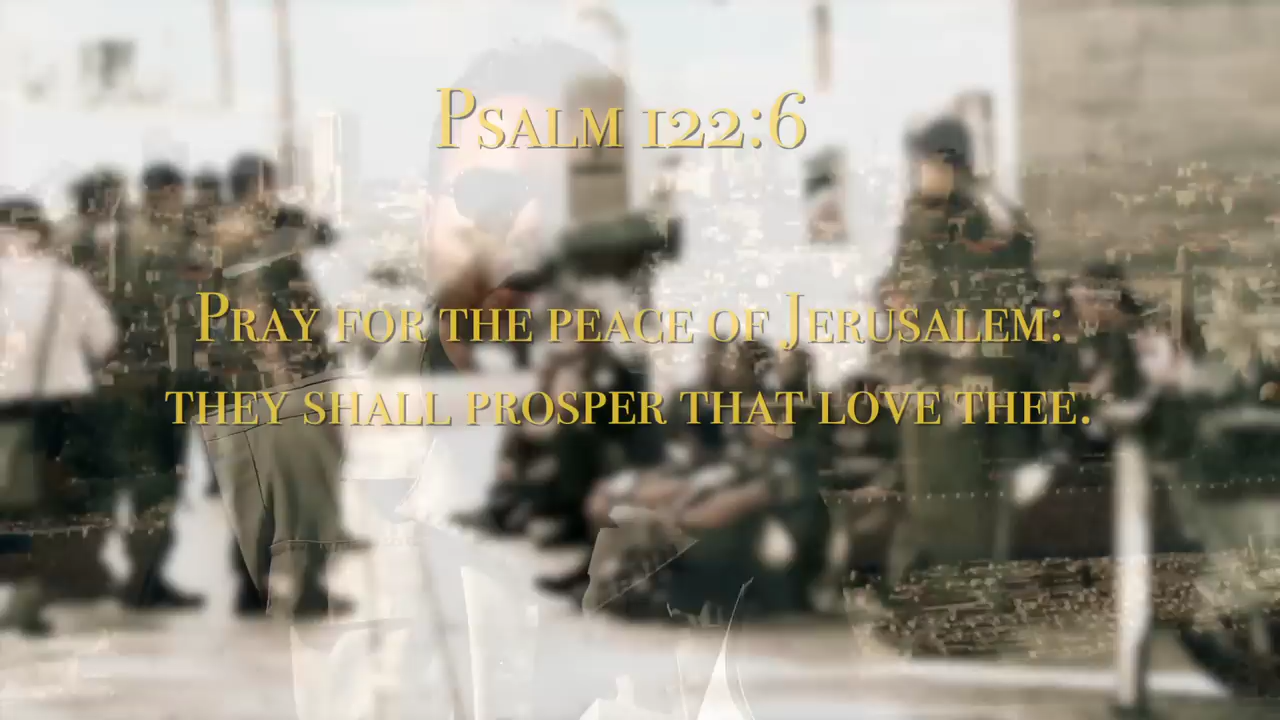 Psalm 122:6
Pray for the peace of Jerusalem:
they shall prosper that love thee.